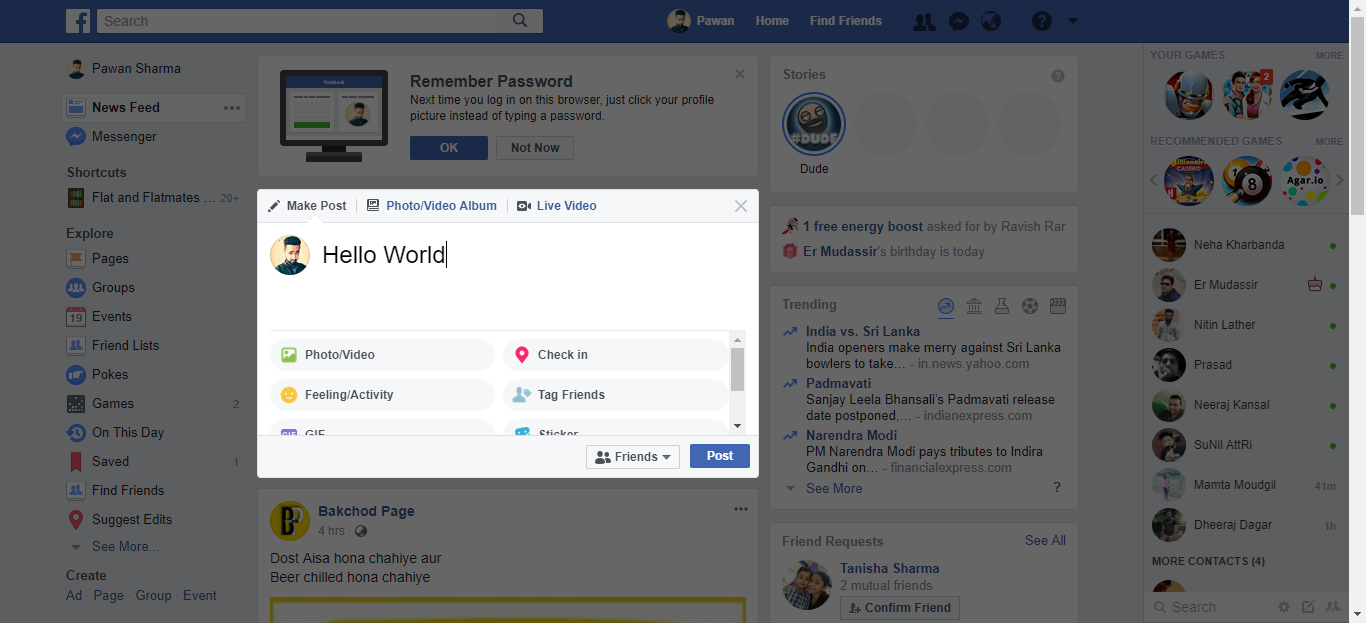 f
Search
Pawan
Home
Find Friends
?
Pawan Sharma
News Feed
Messenger
Shortcuts
Flat and Flatmates ... 20+
Explore
Pages
Groups
19 Events
Friend Lists
Pokes
Games 2
On This Day
Saved 1
Find Friends
Suggest Edits
See More...
Create
Ad · Page · Group · Event
facebook
Remember Password
Next time you log in on this browser, just click your profile
picture instead of typing a password.
OK
Not Now
Make Post
Photo/Video Album
Live Video
Hello World
Photo/Video
Check in
Feeling/Activity
Tag Friends
GIF
Sticker
Friends
Post
BP
Bakchod Page
4 hrs ·
Dost Aisa hona chahiye aur
Beer chilled hona chahiye
Stories
?
#DUDE
Dude
1 free energy boost asked for by Ravish Rar
Er Mudassir's birthday is today
Trending
India vs. Sri Lanka
India openers make merry against Sri Lanka
bowlers to take... - in.news.yahoo.com
Padmavati
Sanjay Leela Bhansali's Padmavati release
date postponed,... - indianexpress.com
Narendra Modi
PM Narendra Modi pays tributes to Indira
Gandhi on... - financialexpress.com
See More
?
Friend Requests
See All
Tanisha Sharma
2 mutual friends
Confirm Friend
YOUR GAMES
MORE
2
RECOMMENDED GAMES
MORE
Billionaire
CASINO
8
Agar.io
Neha Kharbanda
Er Mudassir
Nitin Lather
Prasad
Neeraj Kansal
SuNil AttRi
Mamta Moudgil 41m
Dheeraj Dagar 1h
MORE CONTACTS (4)
Search